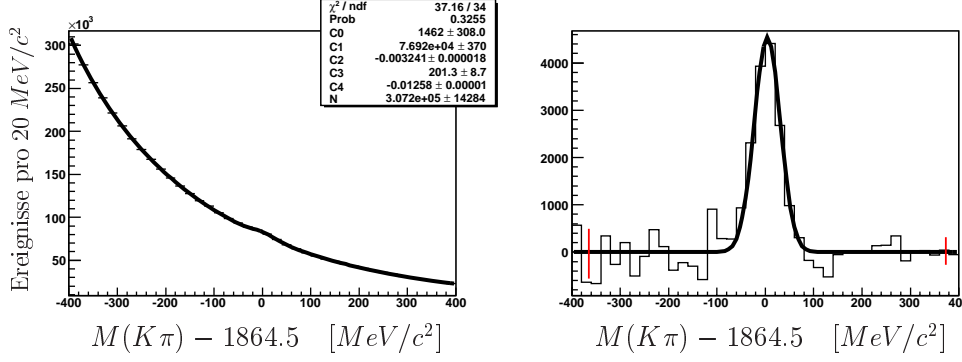 χ² / ndf 37.16 / 34
Prob 0.3255
C0 1462 ± 308.0
C1 7.692e+04 ± 370
C2 -0.003241± 0.000018
C3 201.3 ± 8.7
C4 -0.01258 ± 0.00001
N 3.072e+05 ± 14284
×10³
300
250
200
150
100
50
-400 -300 -200 -100 0 100 200 300 400
Ereignisse pro 20 MeV/c²
M(Kπ) − 1864.5 [MeV/c²]
4000
3000
2000
1000
0
-400 -300 -200 -100 0 100 200 300 40
M(Kπ) − 1864.5 [MeV/c²]